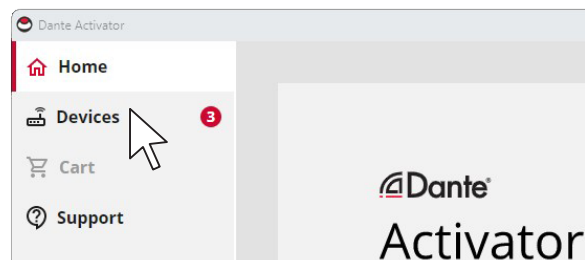 Dante Activator
Home
Devices
3
Cart
Support
Dante®
Activator